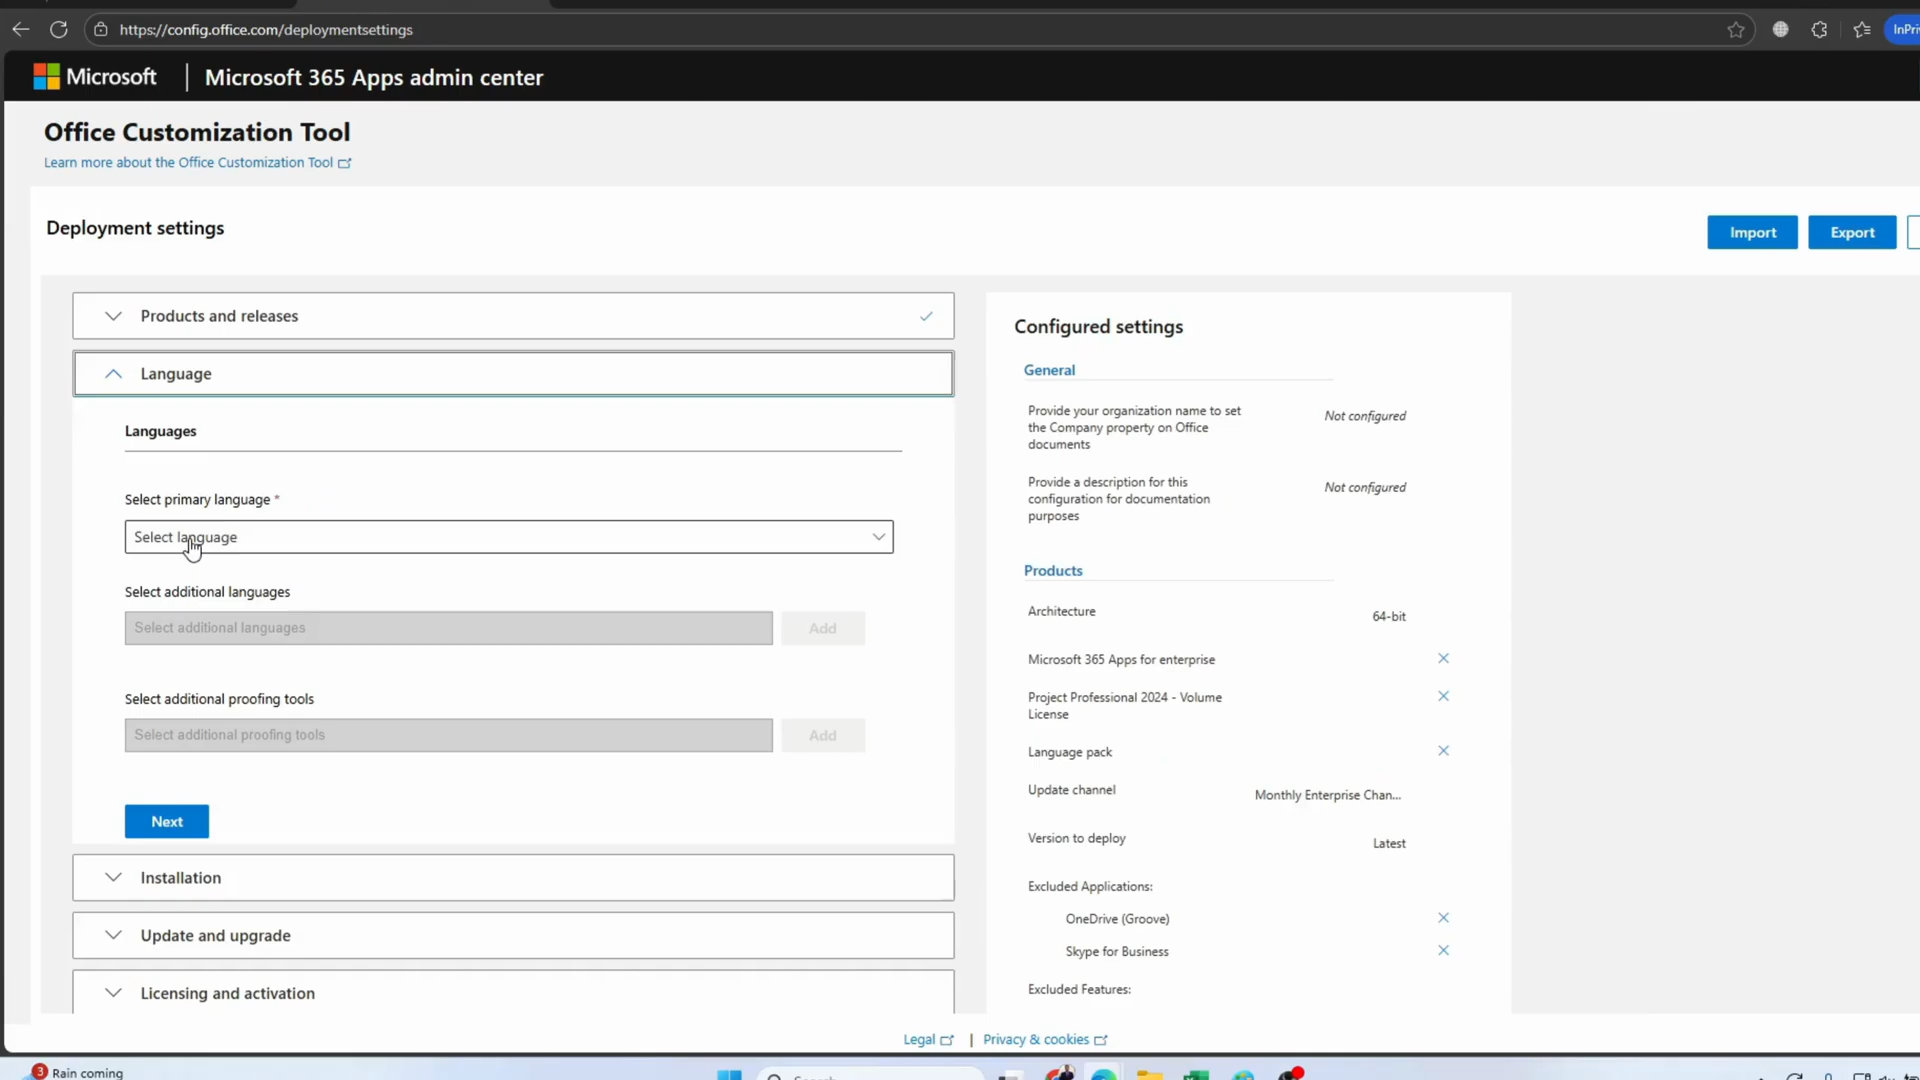 https://config.office.com/deploymentsettings
InPri
Microsoft
Microsoft 365 Apps admin center
Office Customization Tool
Learn more about the Office Customization Tool
Deployment settings
Import
Export
Products and releases
Language
Languages
Select primary language *
Select language
Select additional languages
Select additional languages
Add
Select additional proofing tools
Select additional proofing tools
Add
Next
Installation
Update and upgrade
Licensing and activation
Configured settings
General
Provide your organization name to set
the Company property on Office
documents
Not configured
Provide a description for this
configuration for documentation
purposes
Not configured
Products
Architecture
64-bit
Microsoft 365 Apps for enterprise
Project Professional 2024 - Volume
License
Language pack
Update channel
Monthly Enterprise Chan...
Version to deploy
Latest
Excluded Applications:
OneDrive (Groove)
Skype for Business
Excluded Features:
Legal
|
Privacy & cookies
3
Rain coming
Search